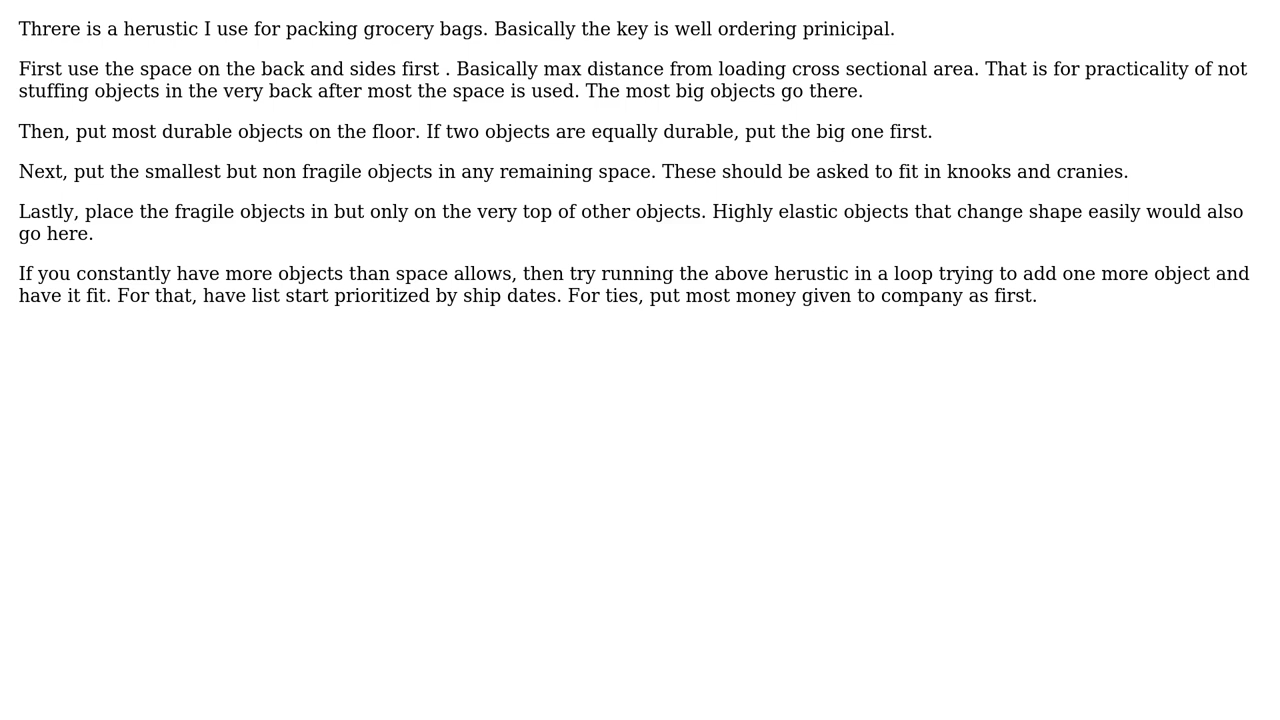 Threre is a herustic I use for packing grocery bags. Basically the key is well ordering prinicipal.
First use the space on the back and sides first . Basically max distance from loading cross sectional area. That is for practicality of not
stuffing objects in the very back after most the space is used. The most big objects go there.
Then, put most durable objects on the floor. If two objects are equally durable, put the big one first.
Next, put the smallest but non fragile objects in any remaining space. These should be asked to fit in knooks and cranies.
Lastly, place the fragile objects in but only on the very top of other objects. Highly elastic objects that change shape easily would also
go here.
If you constantly have more objects than space allows, then try running the above herustic in a loop trying to add one more object and
have it fit. For that, have list start prioritized by ship dates. For ties, put most money given to company as first.